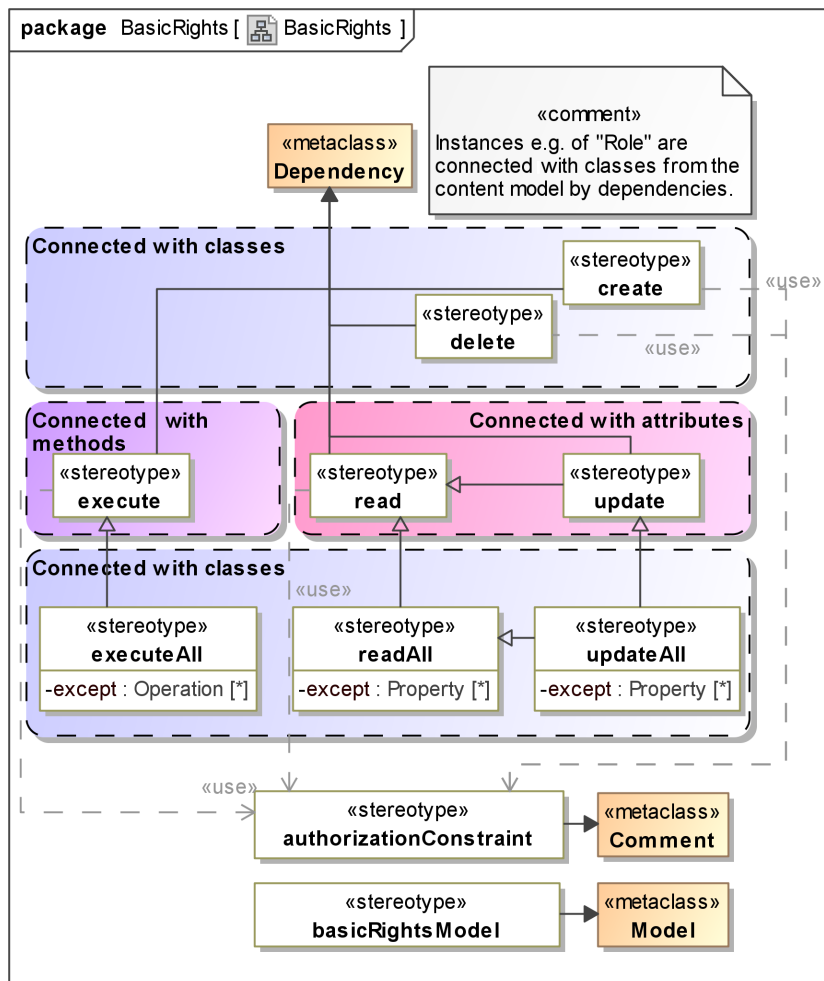 package BasicRights [ BasicRights ]
«comment»
Instances e.g. of "Role" are
connected with classes from the
content model by dependencies.
«metaclass»
Dependency
Connected with classes
«stereotype»
create
«use»
«stereotype»
delete
«use»
Connected with
methods
Connected with attributes
«stereotype»
execute
«stereotype»
read
«stereotype»
update
Connected with classes
«use»
«stereotype»
executeAll
-except : Operation [*]
«stereotype»
readAll
-except : Property [*]
«stereotype»
updateAll
-except : Property [*]
«use»
«stereotype»
authorizationConstraint
«metaclass»
Comment
«stereotype»
basicRightsModel
«metaclass»
Model